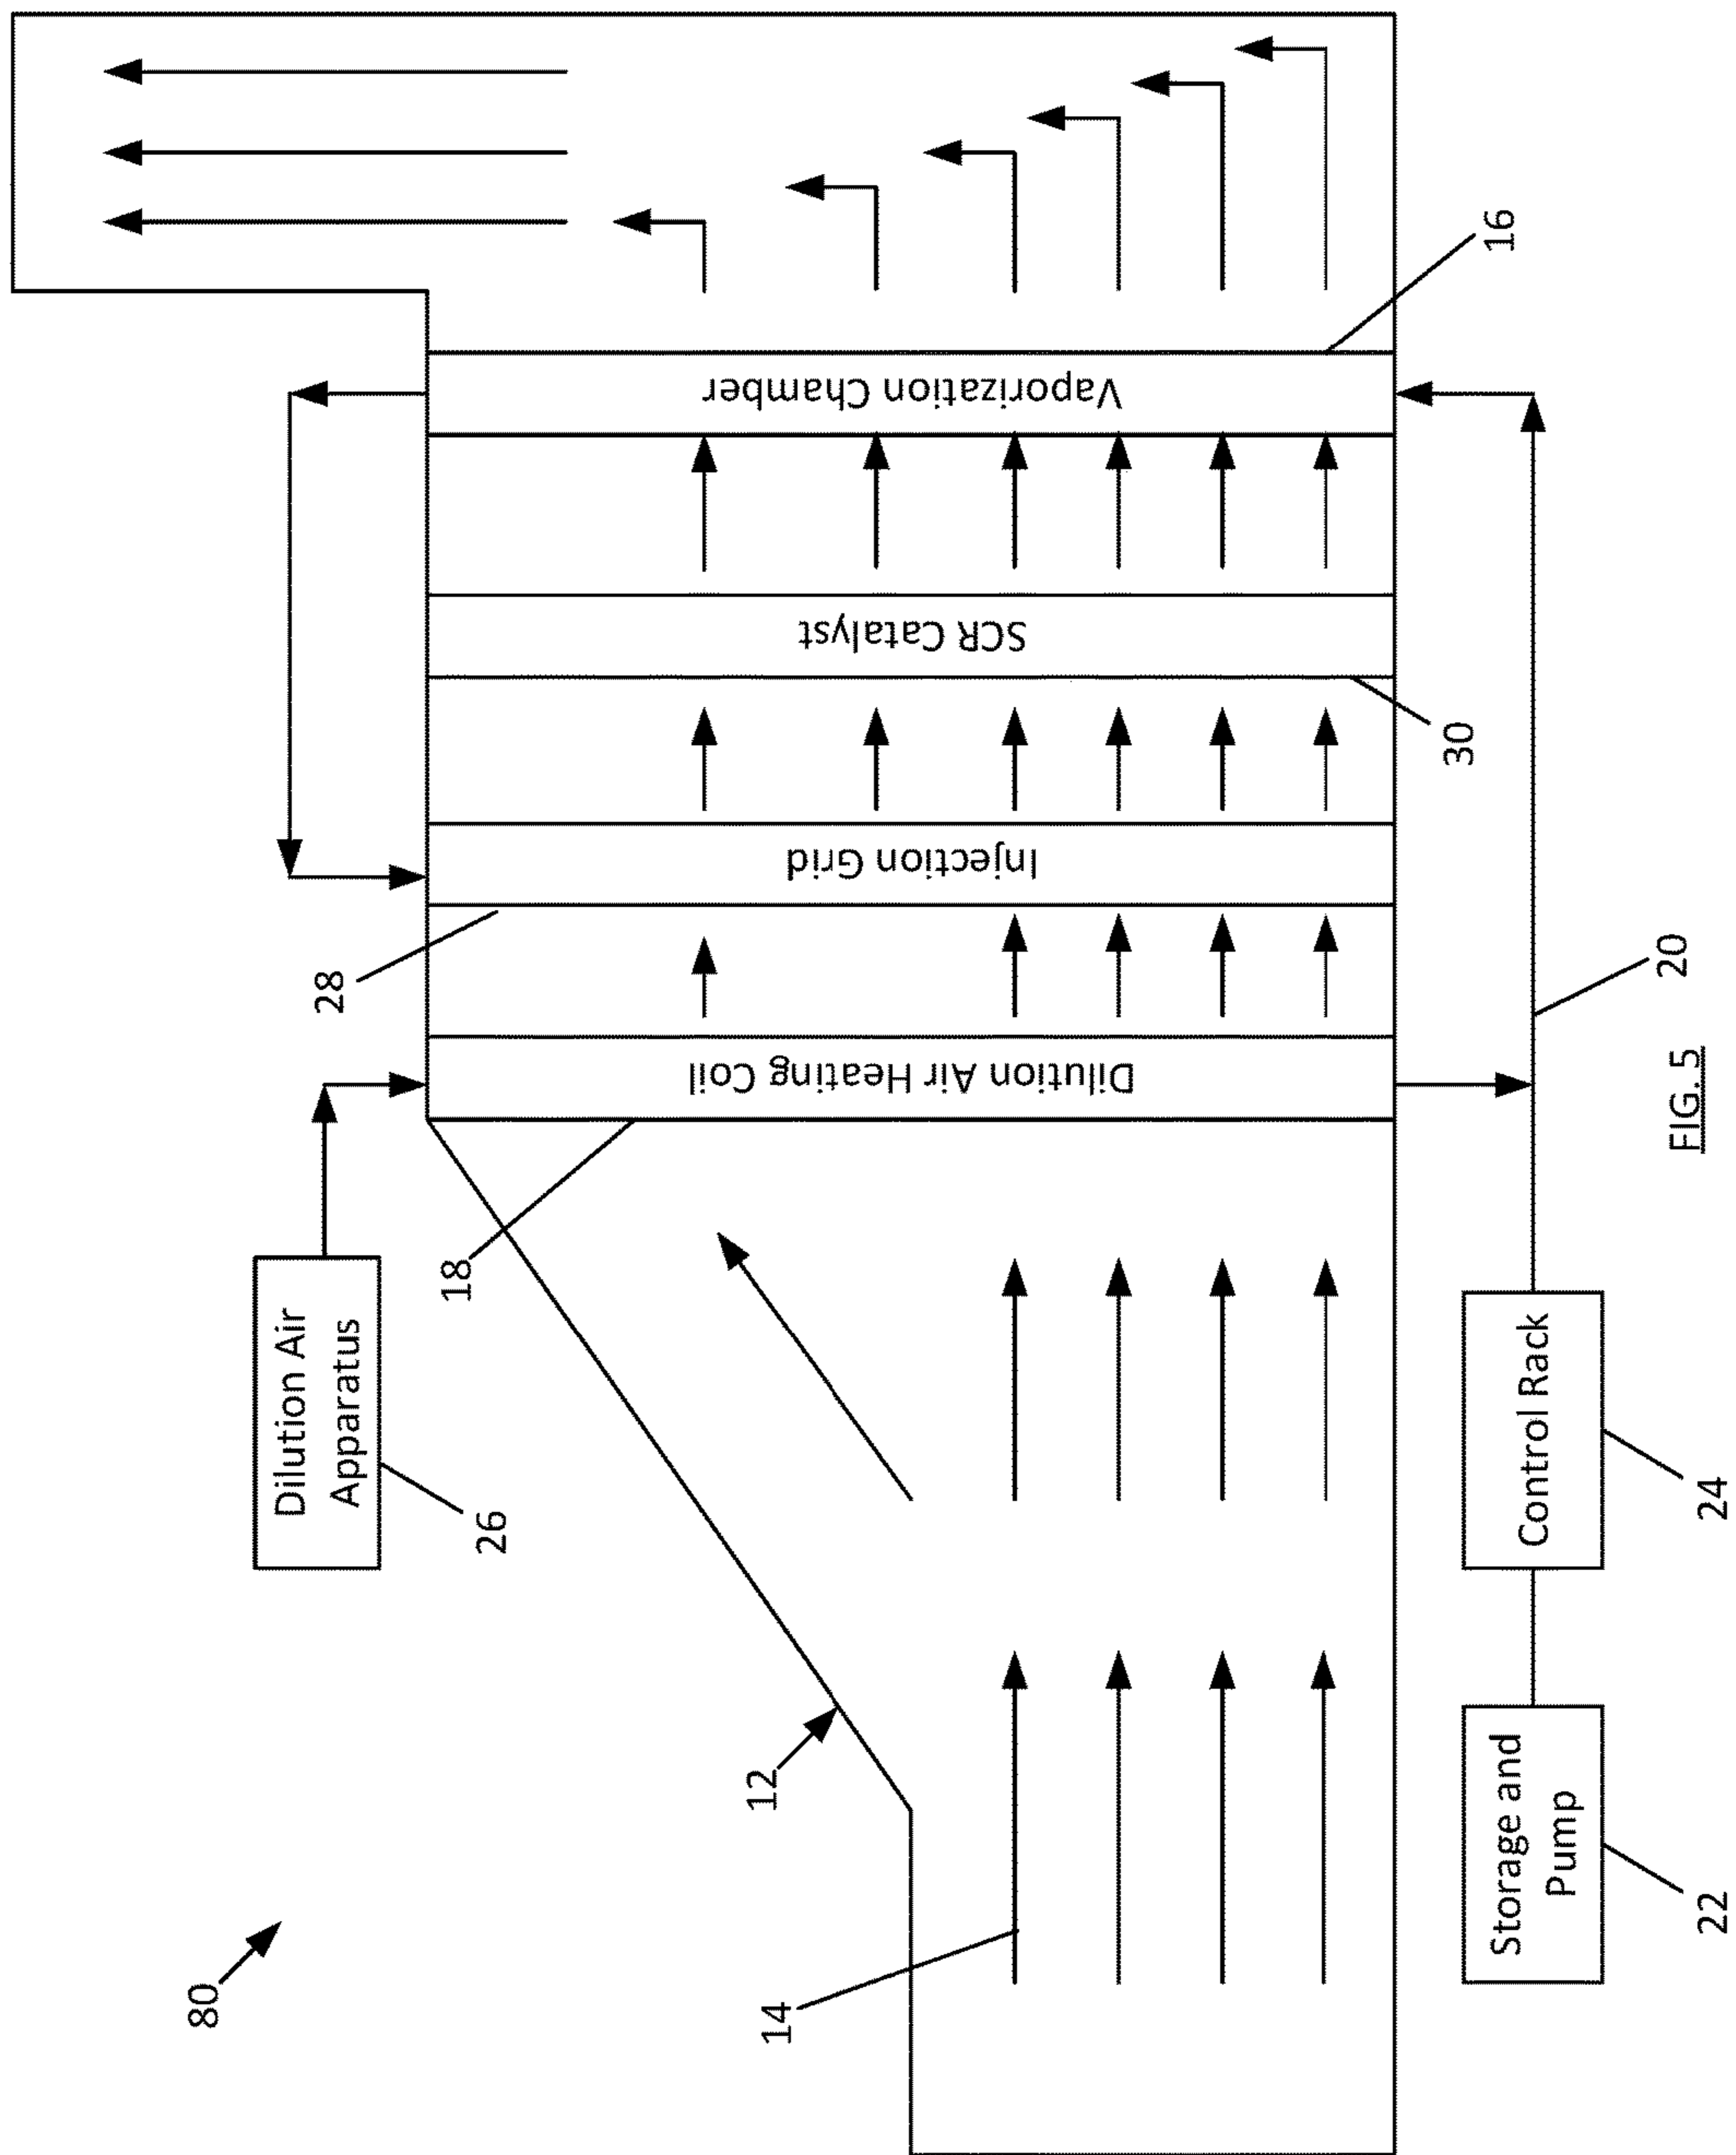 80
Dilution Air
Apparatus
26
28
18
12
14
Dilution Air Heating Coil
Injection Grid
SCR Catalyst
Vaporization Chamber
30
16
Storage and
Pump
Control Rack
20
22
24
FIG. 5